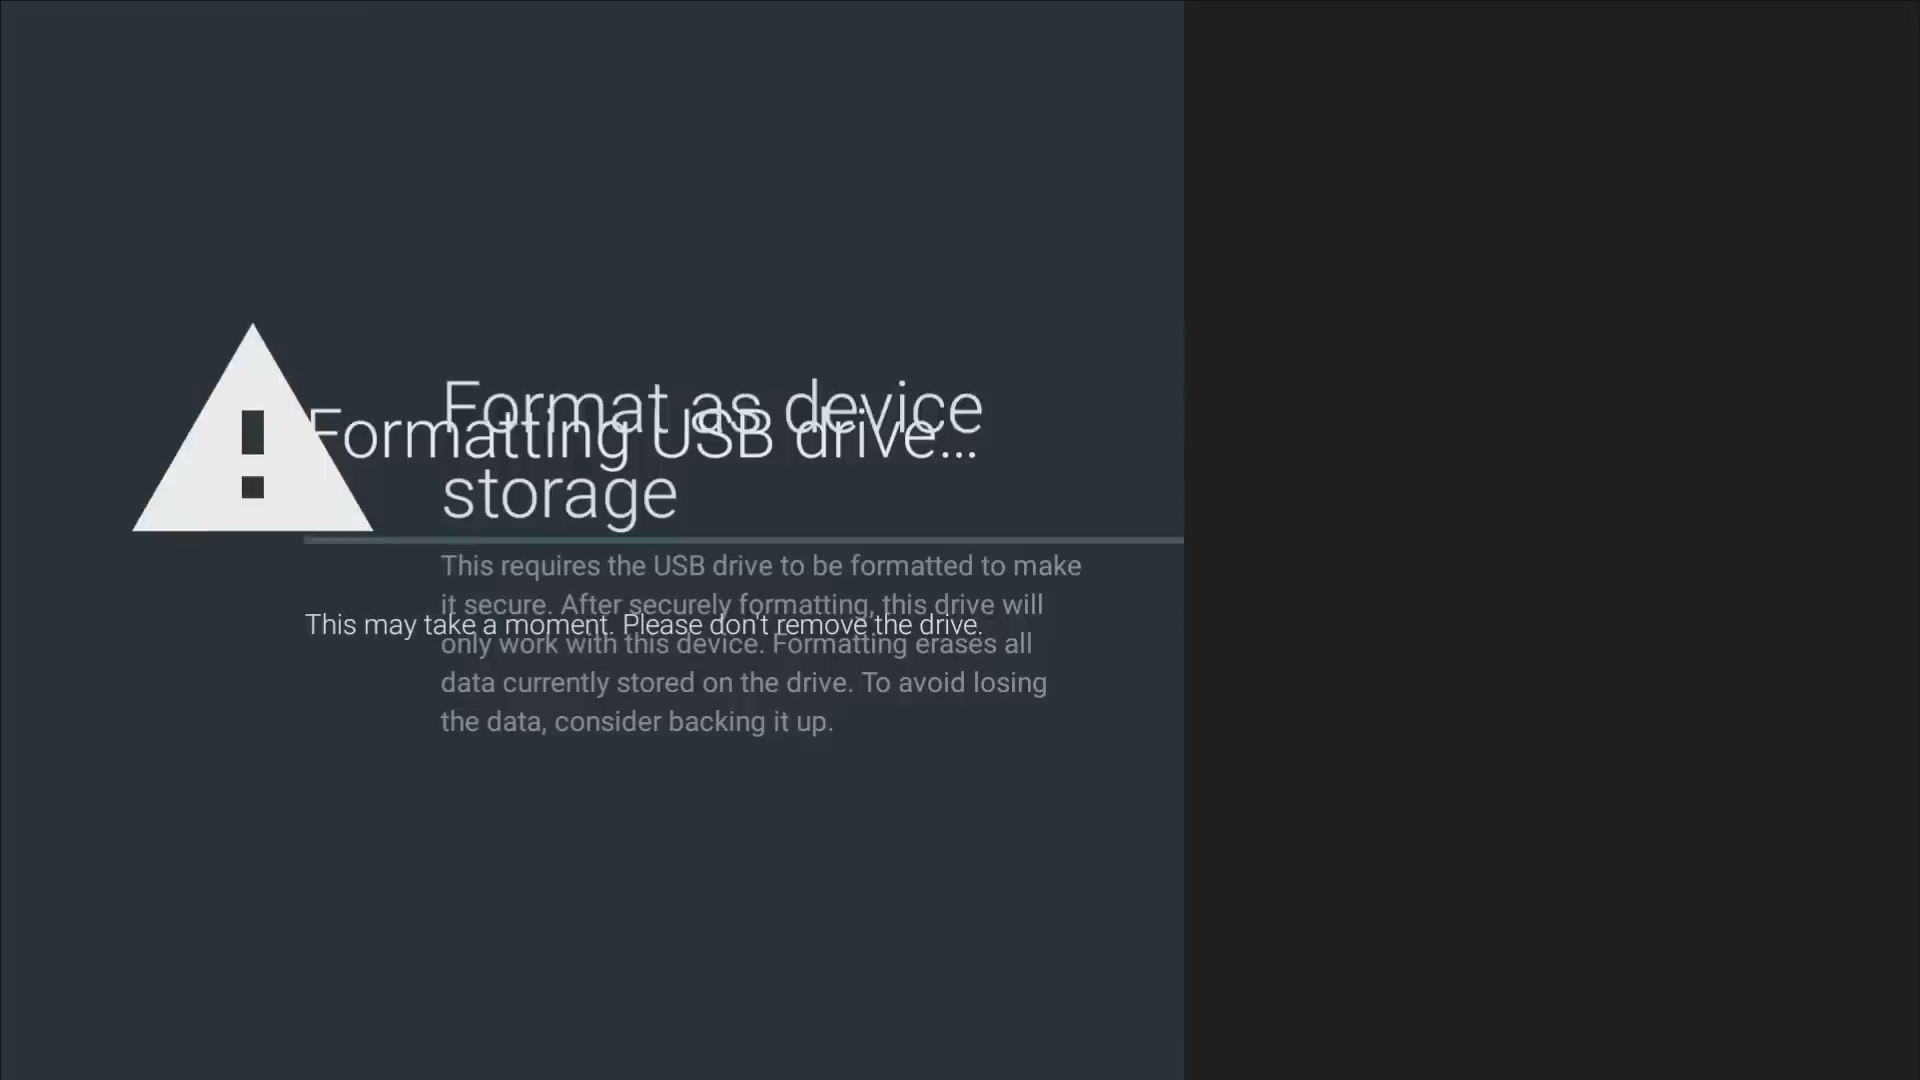 Format as device
storage
This requires the USB drive to be formatted to make
it secure. After securely formatting, this drive will
only work with this device. Formatting erases all
data currently stored on the drive. To avoid losing
the data, consider backing it up.
Formatting USB drive...
This may take a moment. Please don't remove the drive.